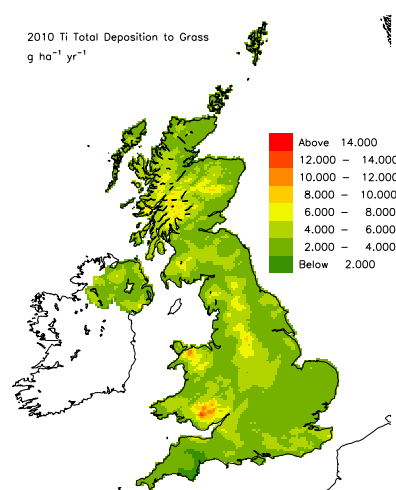 2010 Ti Total Deposition to Grass
g ha⁻¹ yr⁻¹
Above 14.000
12.000 – 14.000
10.000 – 12.000
8.000 – 10.000
6.000 – 8.000
4.000 – 6.000
2.000 – 4.000
Below 2.000